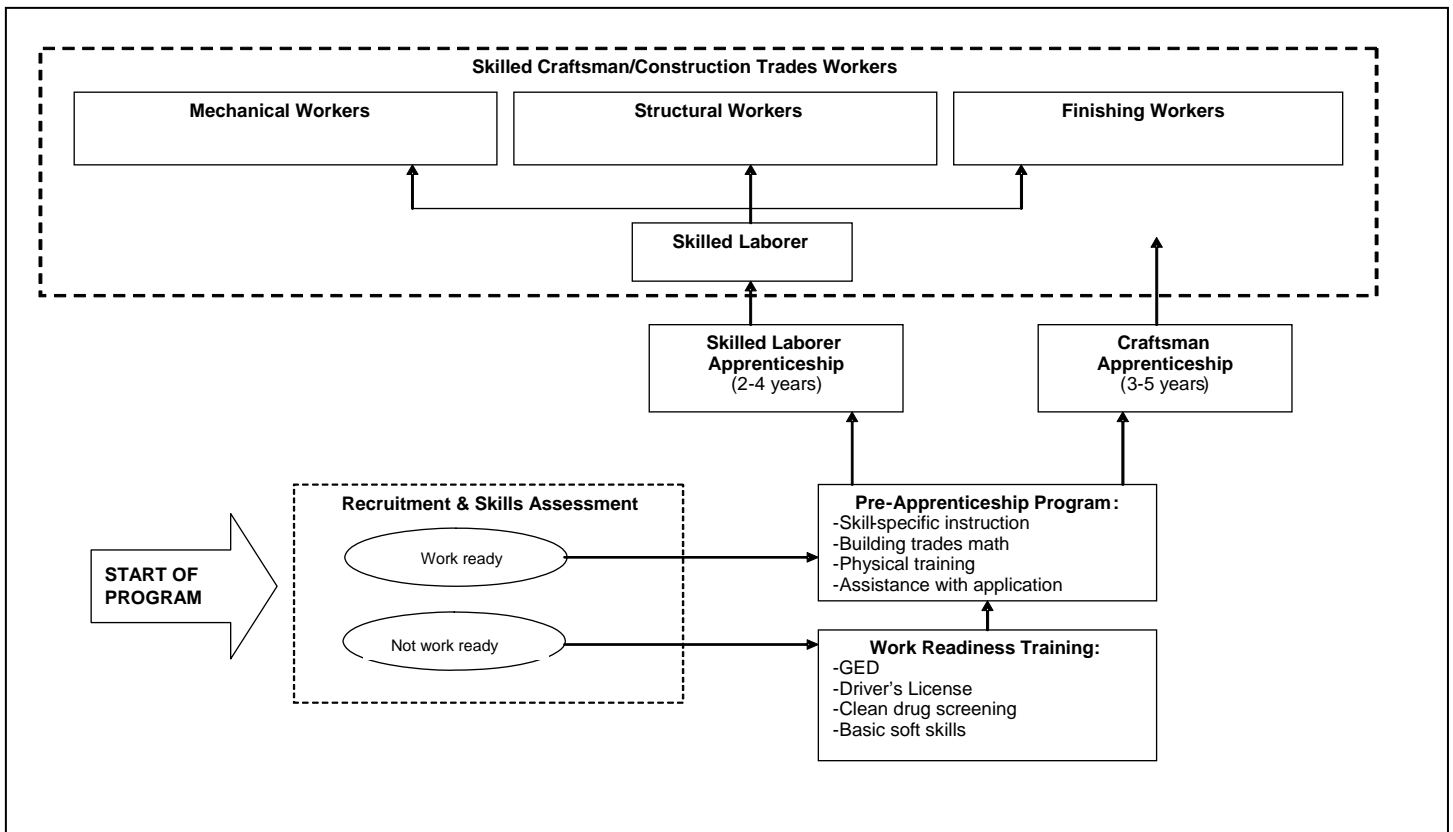 Skilled Craftsman/Construction Trades Workers
Mechanical Workers
Structural Workers
Finishing Workers
Skilled Laborer
Skilled Laborer
Apprenticeship
(2-4 years)
Craftsman
Apprenticeship
(3-5 years)
Recruitment & Skills Assessment
Work ready
Not work ready
START OF
PROGRAM
Pre-Apprenticeship Program:
-Skill-specific instruction
-Building trades math
-Physical training
-Assistance with application
Work Readiness Training:
-GED
-Driver's License
-Clean drug screening
-Basic soft skills